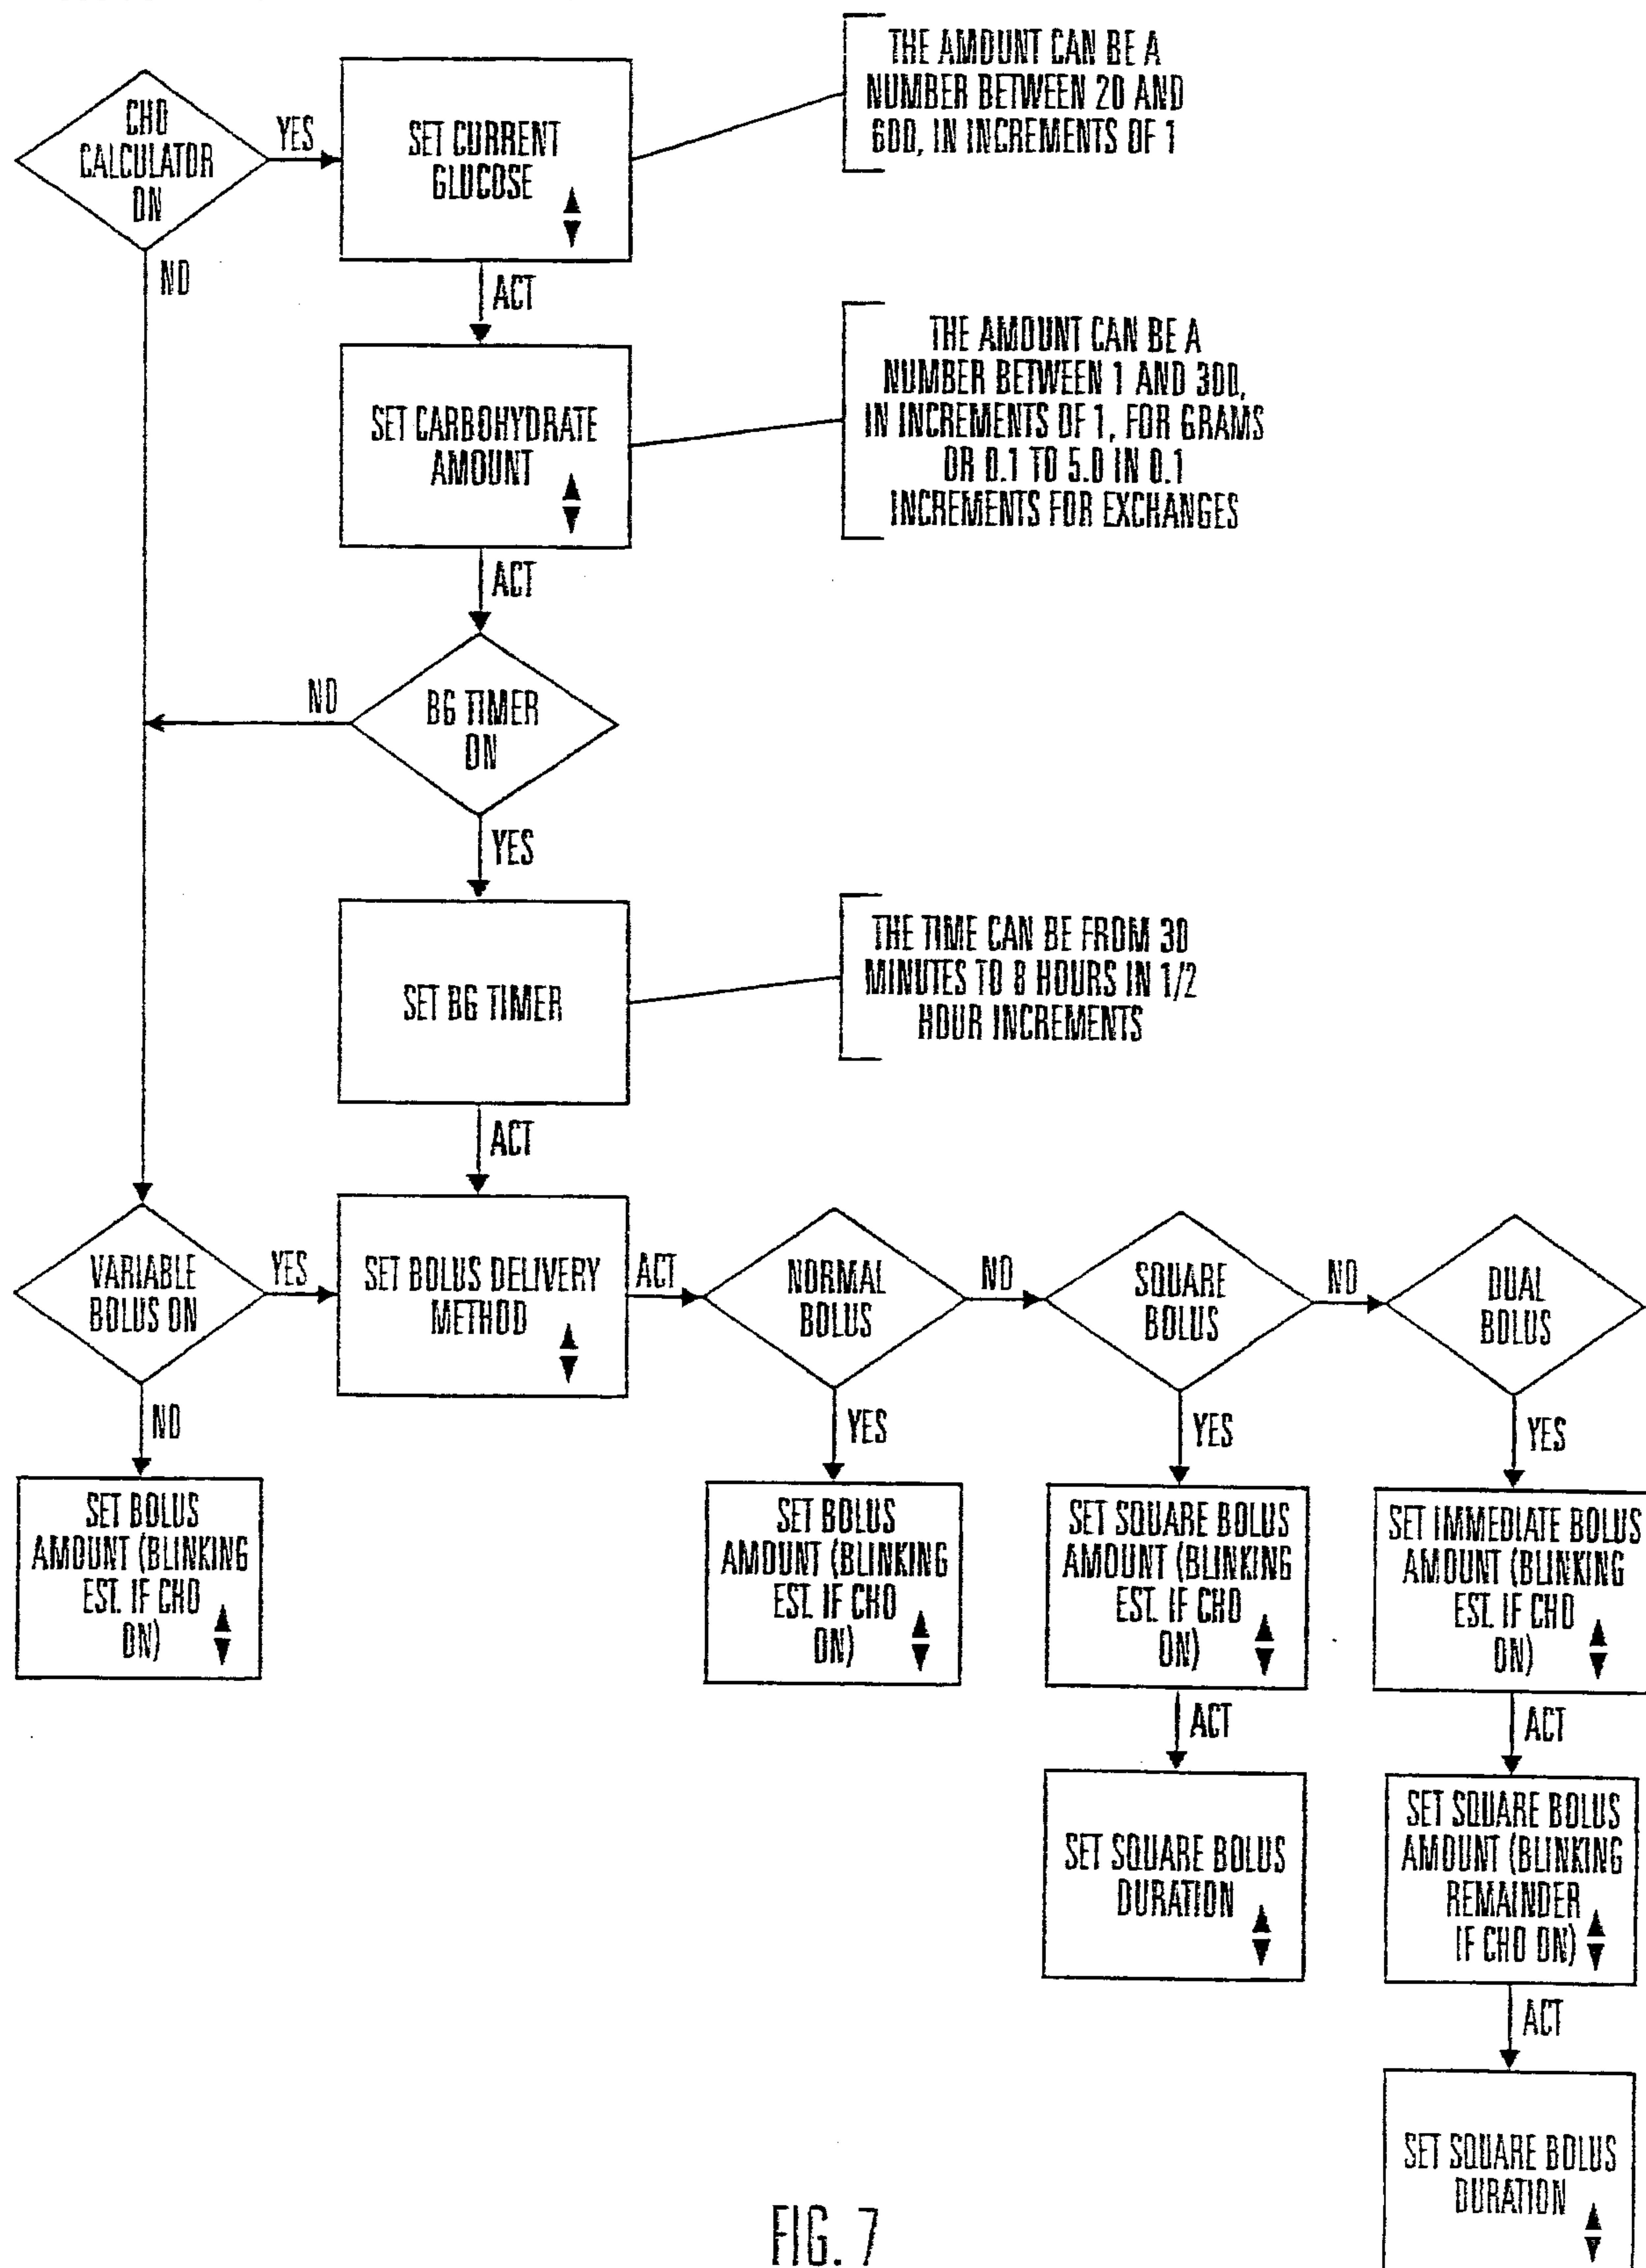 CHO
CALCULATOR
ON
YES
NO
SET CURRENT
GLUCOSE
THE AMOUNT CAN BE A
NUMBER BETWEEN 20 AND
600, IN INCREMENTS OF 1
ACT
SET CARBOHYDRATE
AMOUNT
THE AMOUNT CAN BE A
NUMBER BETWEEN 1 AND 300,
IN INCREMENTS OF 1, FOR GRAMS
OR 0.1 TO 5.0 IN 0.1
INCREMENTS FOR EXCHANGES
ACT
BG TIMER
ON
NO
YES
SET BG TIMER
THE TIME CAN BE FROM 30
MINUTES TO 8 HOURS IN 1/2
HOUR INCREMENTS
ACT
VARIABLE
BOLUS ON
YES
NO
SET BOLUS DELIVERY
METHOD
ACT
NORMAL
BOLUS
NO
YES
SQUARE
BOLUS
NO
YES
DUAL
BOLUS
YES
SET BOLUS
AMOUNT (BLINKING
EST. IF CHO
ON)
SET BOLUS
AMOUNT (BLINKING
EST. IF CHO
ON)
SET SQUARE BOLUS
AMOUNT (BLINKING
EST. IF CHO
ON)
ACT
SET SQUARE BOLUS
DURATION
SET IMMEDIATE BOLUS
AMOUNT (BLINKING
EST. IF CHO
ON)
ACT
SET SQUARE BOLUS
AMOUNT (BLINKING
REMAINDER
IF CHO ON)
ACT
SET SQUARE BOLUS
DURATION
FIG. 7